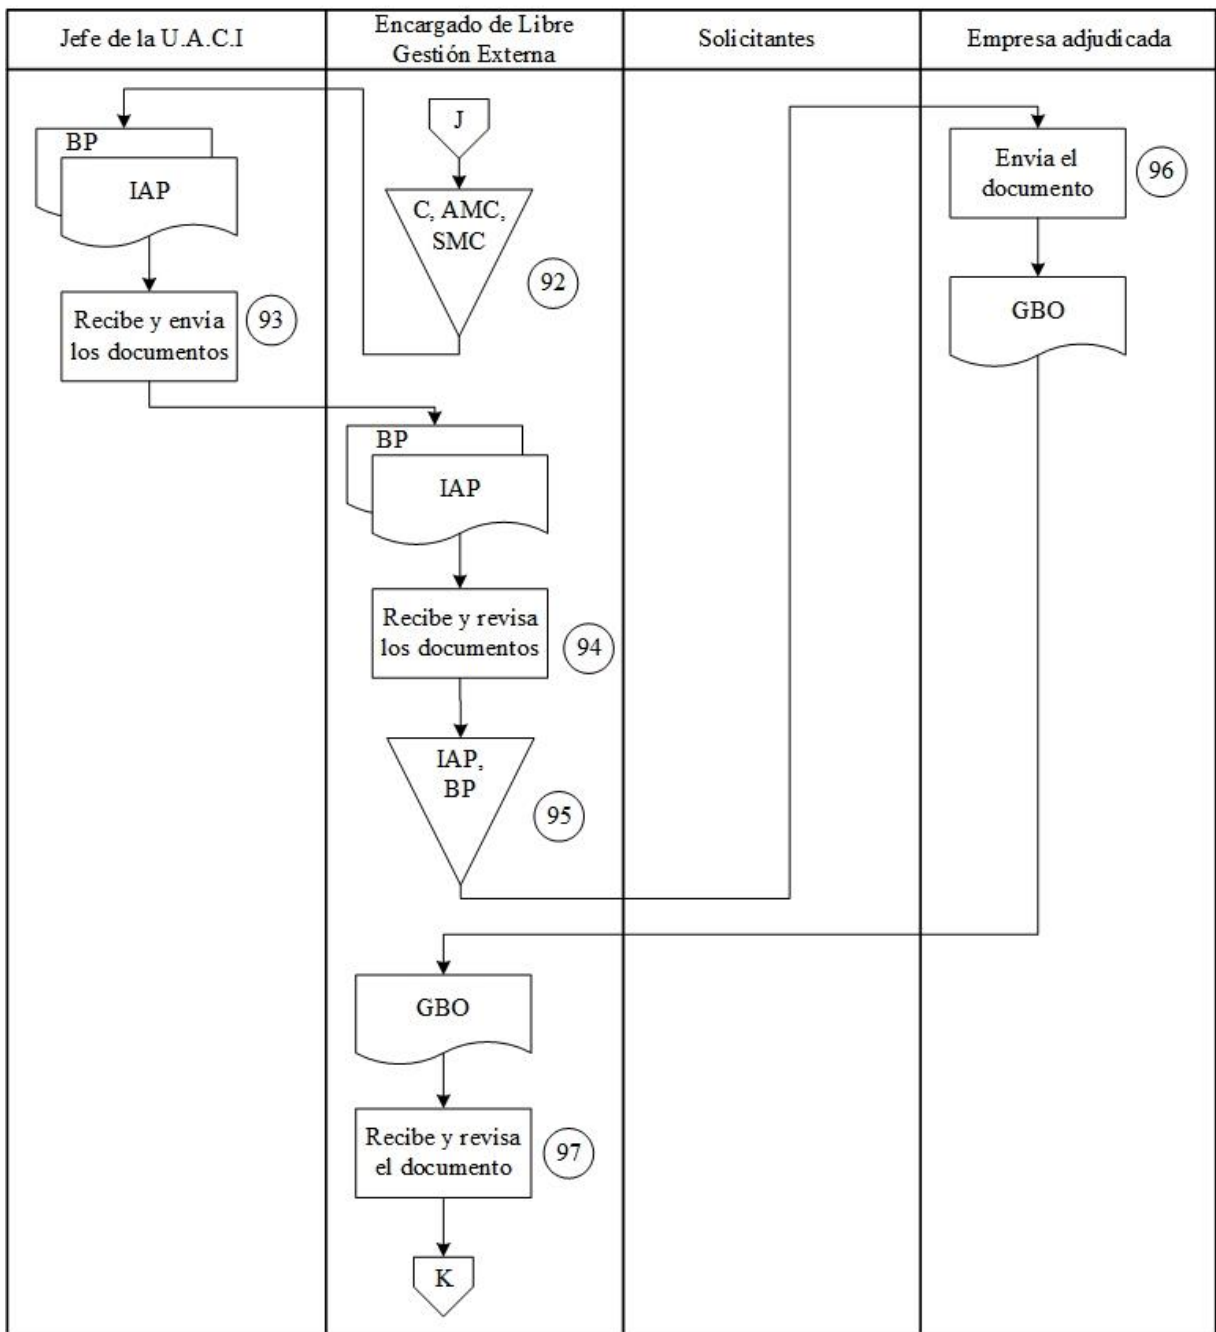 Jefe de la U.A.C.I
Encargado de Libre
Gestión Externa
Solicitantes
Empresa adjudicada
J
C, AMC,
SMC
92
BP
IAP
Recibe y envia
los documentos
93
BP
IAP
Recibe y revisa
los documentos
94
IAP,
BP
95
Envía el
documento
96
GBO
GBO
Recibe y revisa
el documento
97
K